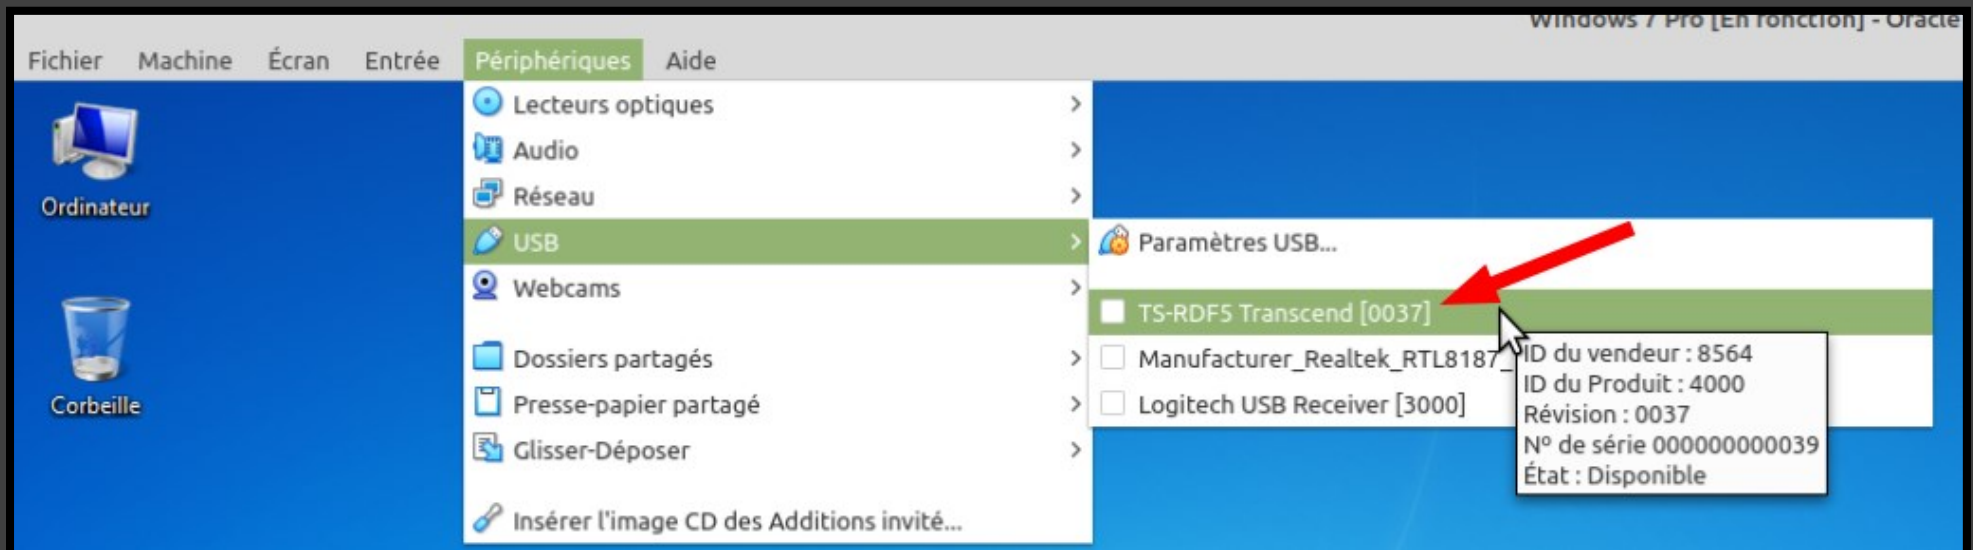 Windows 7 Pro [En fonction] - Oracle
Fichier Machine Écran Entrée Périphériques Aide
Ordinateur
Corbeille
Lecteurs optiques
Audio
Réseau
USB
Webcams
Dossiers partagés
Presse-papier partagé
Glisser-Déposer
Insérer l'image CD des Additions invité...
Paramètres USB...
TS-RDF5 Transcend [0037]
Manufacturer_Realtek_RTL8187_
Logitech USB Receiver [3000]
ID du vendeur : 8564
ID du Produit : 4000
Révision : 0037
Nº de série 000000000039
État : Disponible